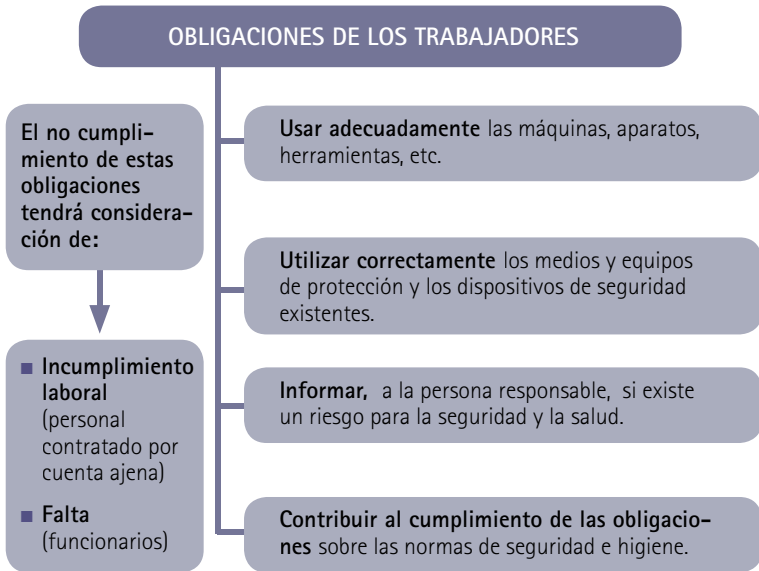 OBLIGACIONES DE LOS TRABAJADORES
El no cumpli-
miento de estas
obligaciones
tendrá considera-
ción de:
■ Incumplimiento
laboral
(personal
contratado por
cuenta ajena)
■ Falta
(funcionarios)
Usar adecuadamente las máquinas, aparatos,
herramientas, etc.
Utilizar correctamente los medios y equipos
de protección y los dispositivos de seguridad
existentes.
Informar, a la persona responsable, si existe
un riesgo para la seguridad y la salud.
Contribuir al cumplimiento de las obligacio-
nes sobre las normas de seguridad e higiene.